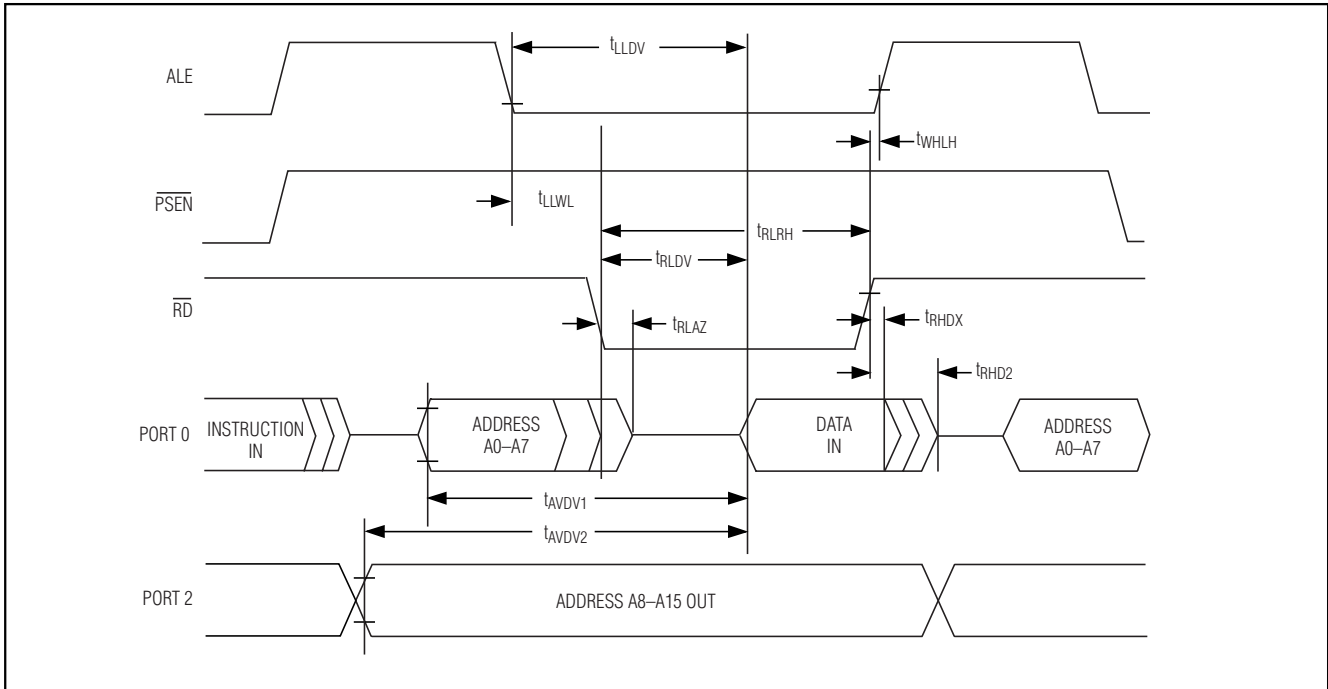 tLLDV
ALE
tWHLH
PSEN
tLLWL
tRLRH
tRLDV
RD
tRLAZ
tRHDX
tRHD2
PORT 0
INSTRUCTION
IN
ADDRESS
A0–A7
DATA
IN
ADDRESS
A0–A7
tAVDV1
tAVDV2
PORT 2
ADDRESS A8–A15 OUT